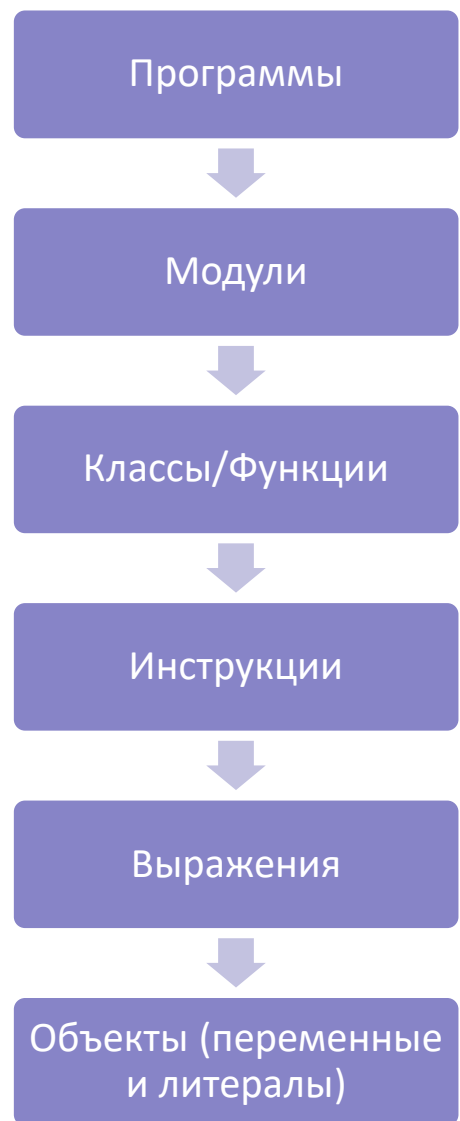 Программы
Модули
Классы/Функции
Инструкции
Выражения
Объекты (переменные
и литералы)